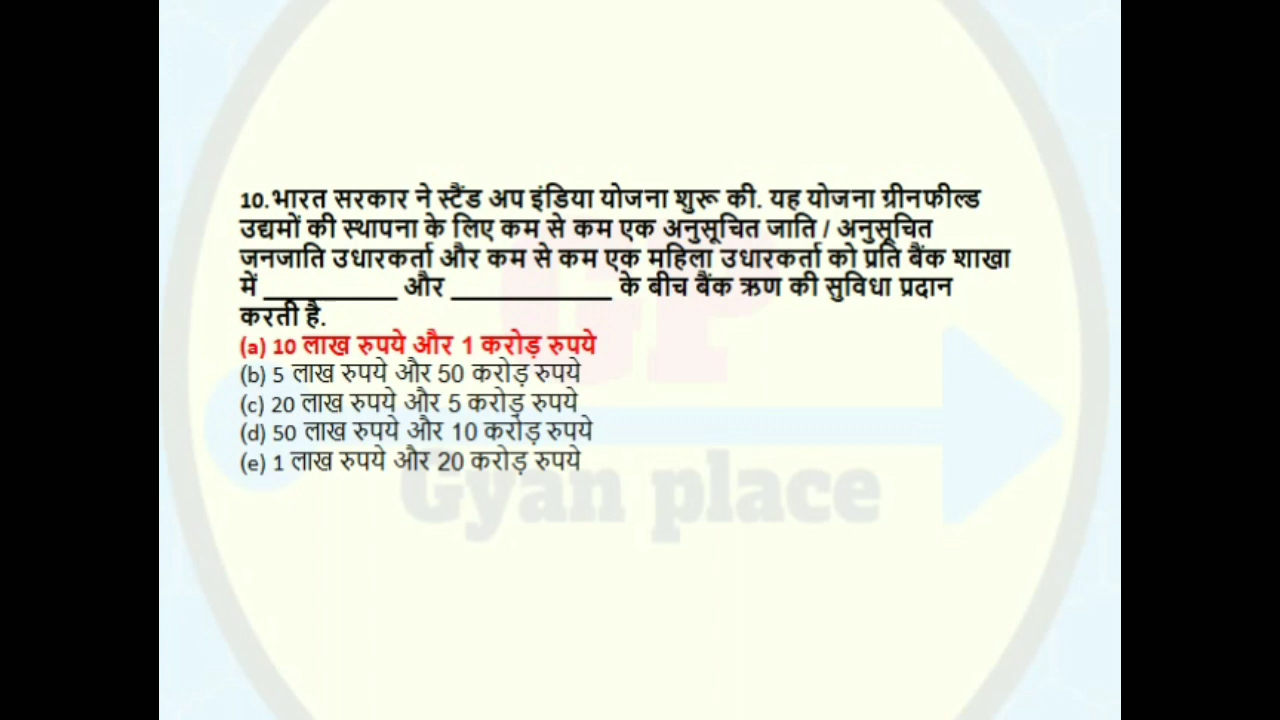 10.भारत सरकार ने स्टैंड अप इंडिया योजना शुरू की. यह योजना ग्रीनफील्ड
उद्यमों की स्थापना के लिए कम से कम एक अनुसूचित जाति / अनुसूचित
जनजाति उधारकर्ता और कम से कम एक महिला उधारकर्ता को प्रति बैंक शाखा
में ___________ और _____________ के बीच बैंक ऋण की सुविधा प्रदान
करती है.
(a) 10 लाख रुपये और 1 करोड़ रुपये
(b) 5 लाख रुपये और 50 करोड़ रुपये
(c) 20 लाख रुपये और 5 करोड़ रुपये
(d) 50 लाख रुपये और 10 करोड़ रुपये
(e) 1 लाख रुपये और 20 करोड़ रुपये
GP
Gyan place